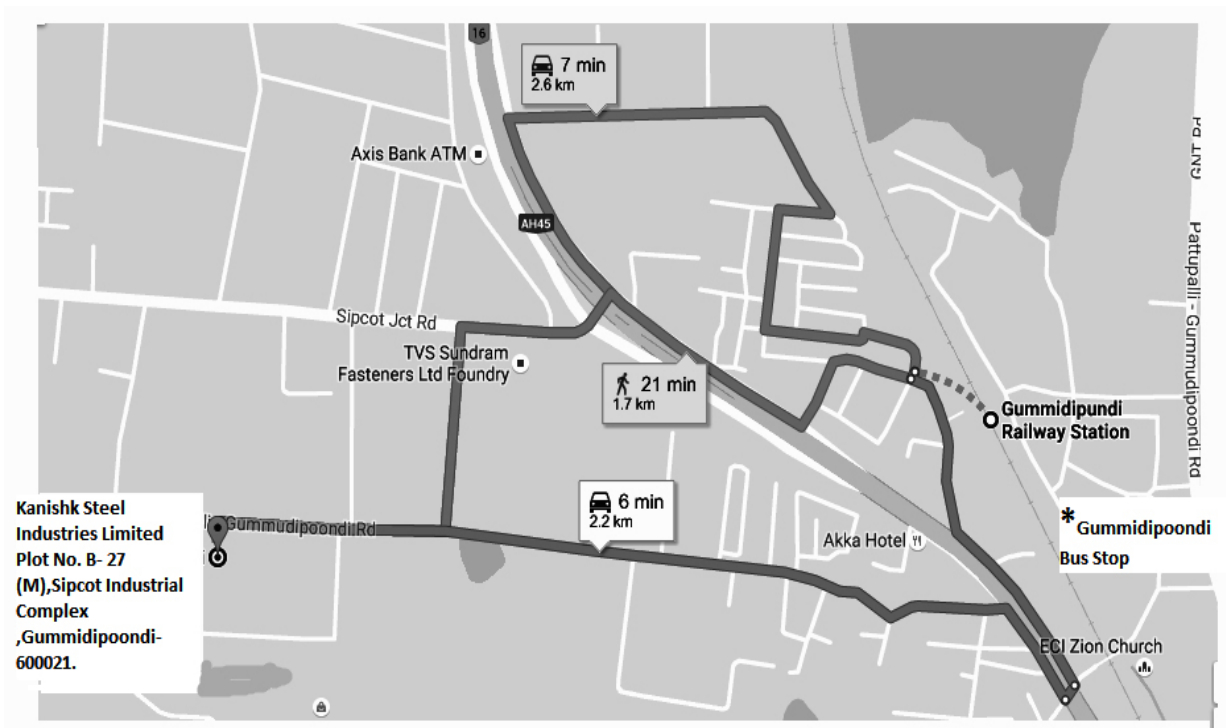 16
7 min
2.6 km
Axis Bank ATM
AH45
Sipcot Jct Rd
TVS Sundram
Fasteners Ltd Foundry
21 min
1.7 km
Gummidipundi
Railway Station
Pattupalli - Gummudipoondi Rd
6 min
2.2 km
Kanishk Steel
Industries Limited
Plot No. B- 27
(M),Sipcot Industrial
Complex
,Gummidipoondi-
600021.
Gummudipoondi Rd
Akka Hotel
*Gummidipoondi
Bus Stop
ECI Zion Church